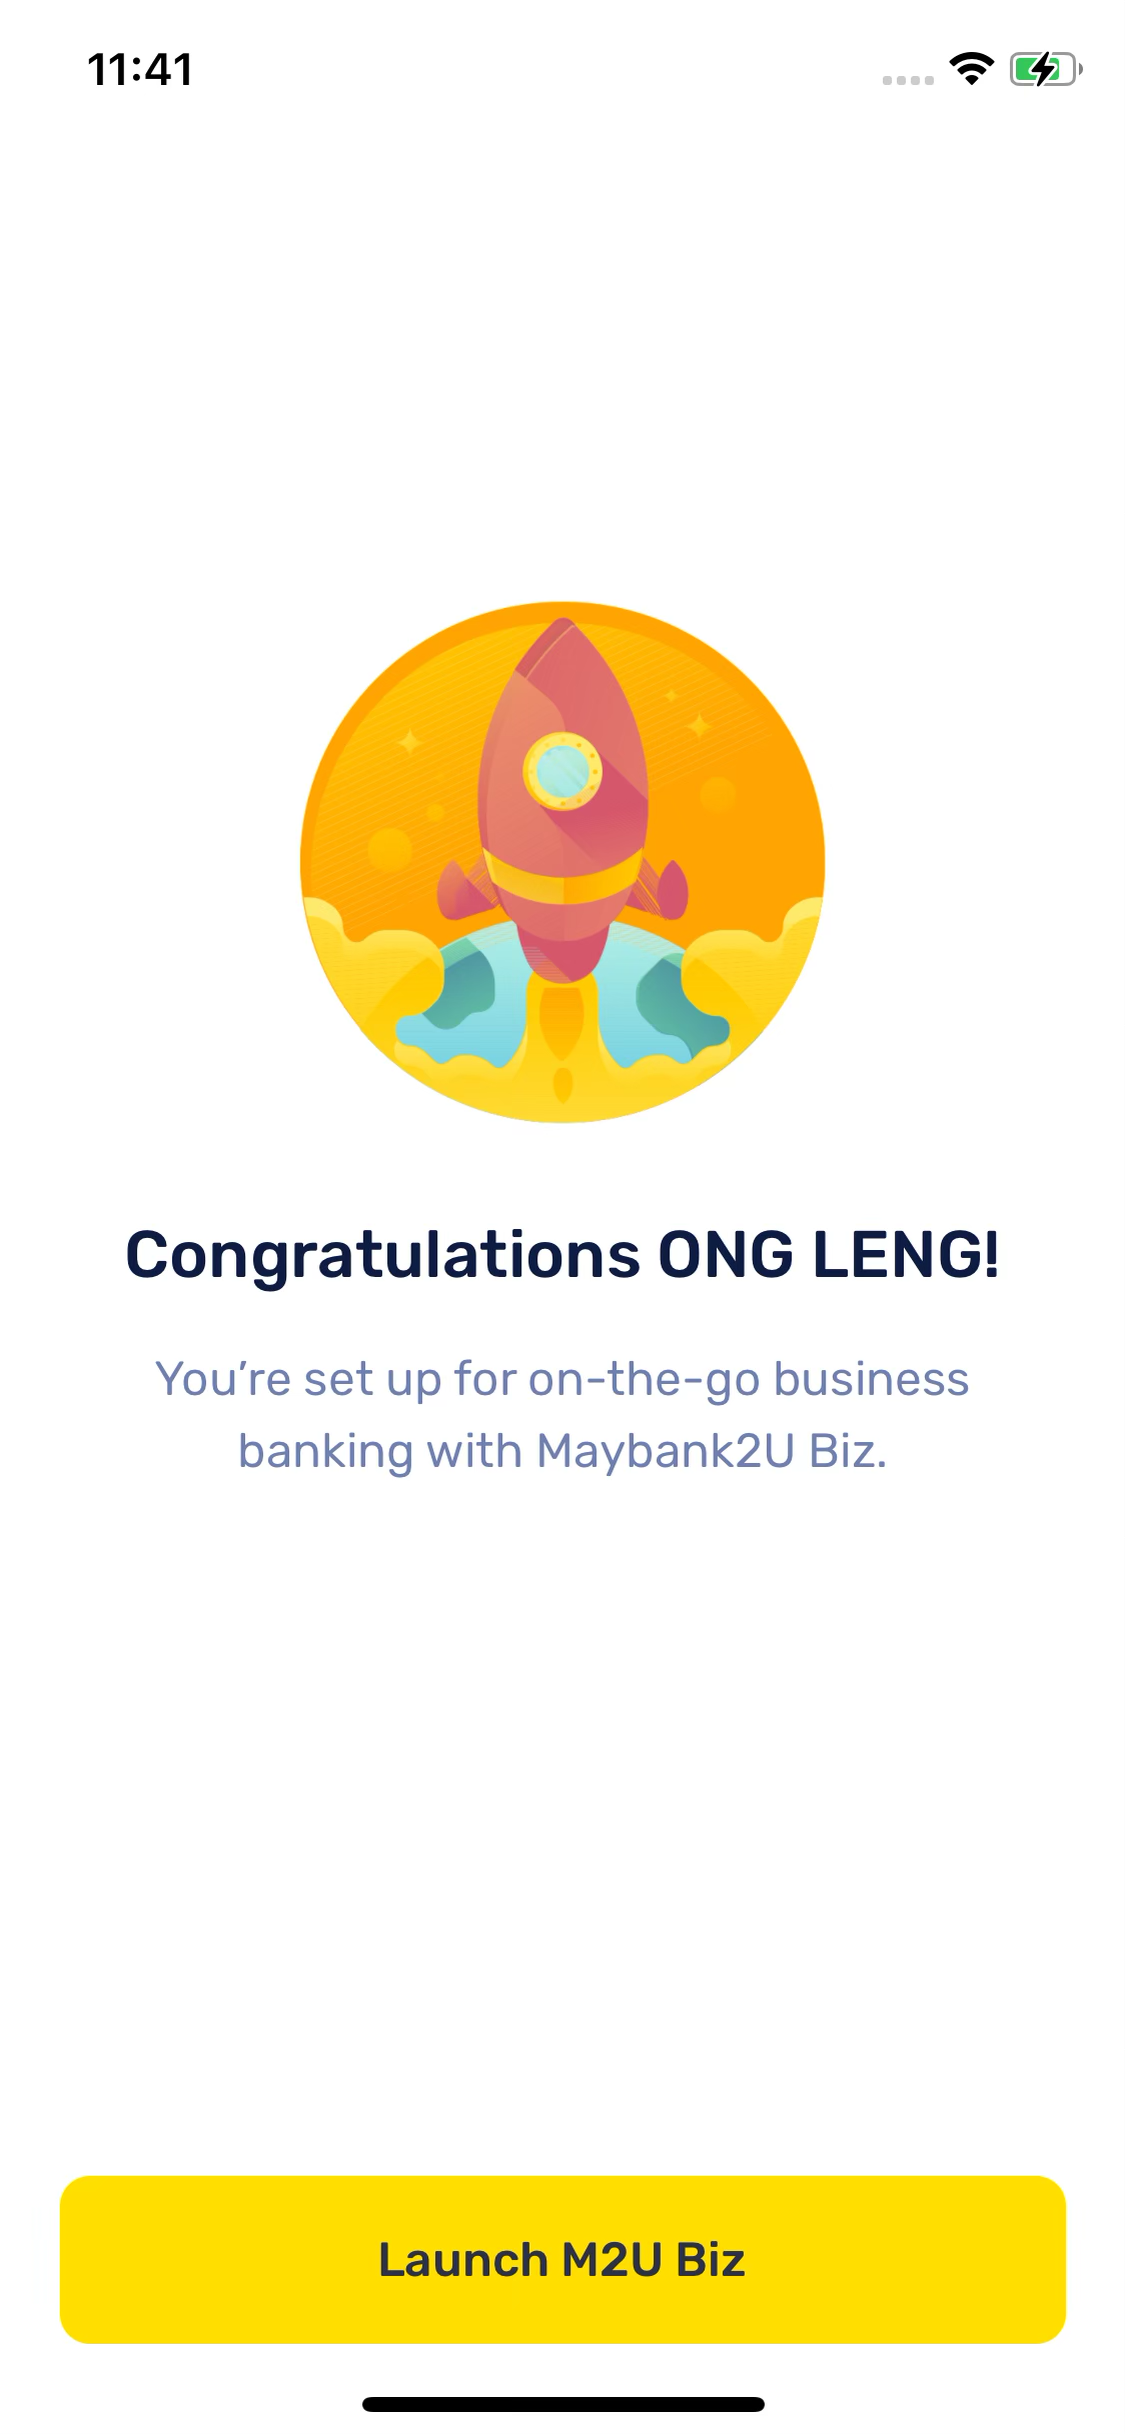 11:41
Congratulations ONG LENG!
You’re set up for on-the-go business
banking with Maybank2U Biz.
Launch M2U Biz